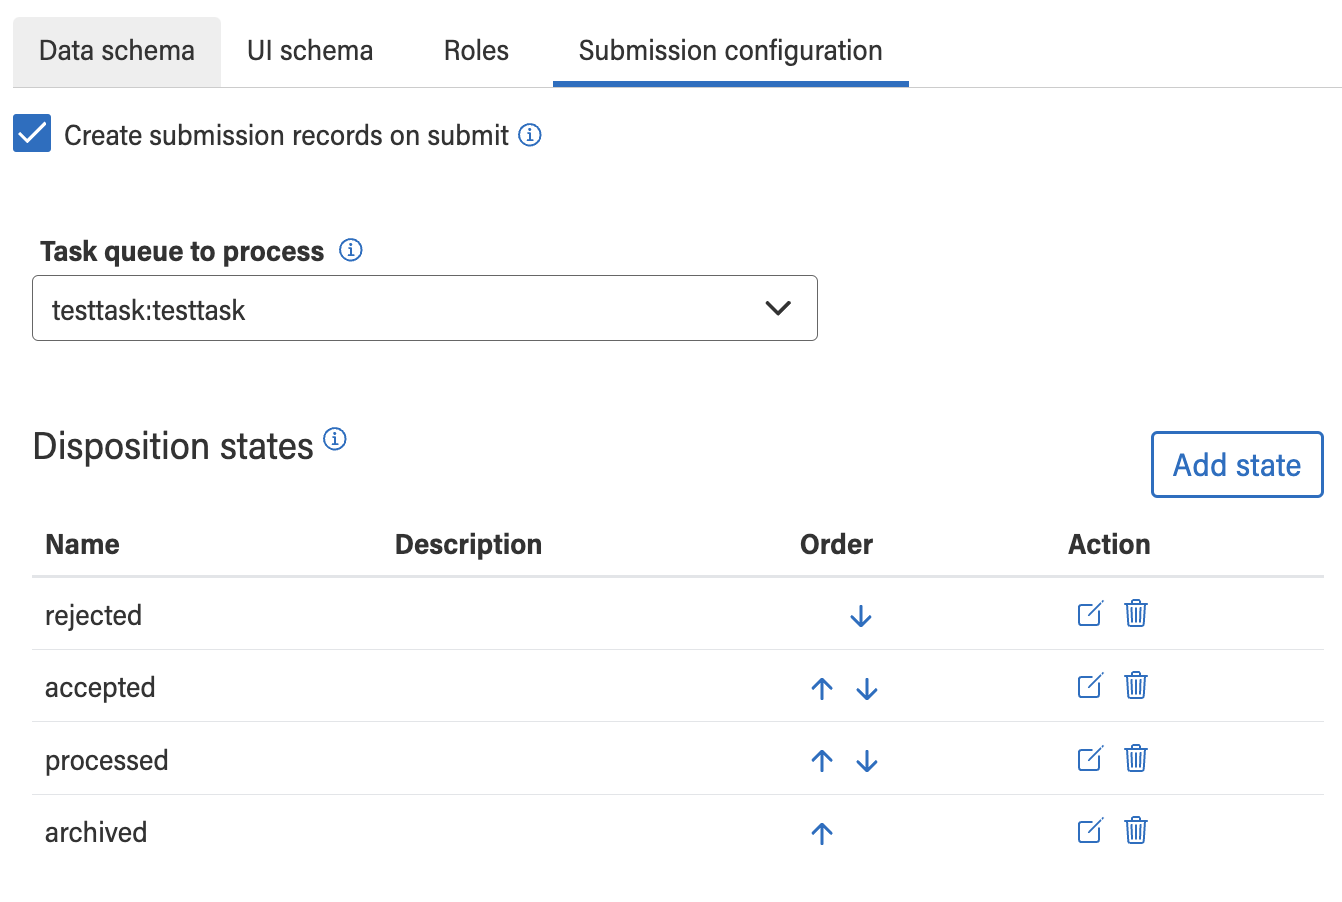 Data schema UI schema Roles Submission configuration
Create submission records on submit
Task queue to process
testtask:testtask
Disposition states
Add state
Name Description Order Action
rejected
accepted
processed
archived